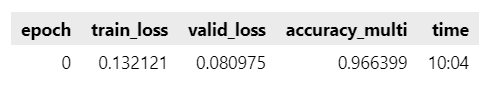 epoch train_loss valid_loss accuracy_multi time
0 0.132121 0.080975 0.966399 10:04